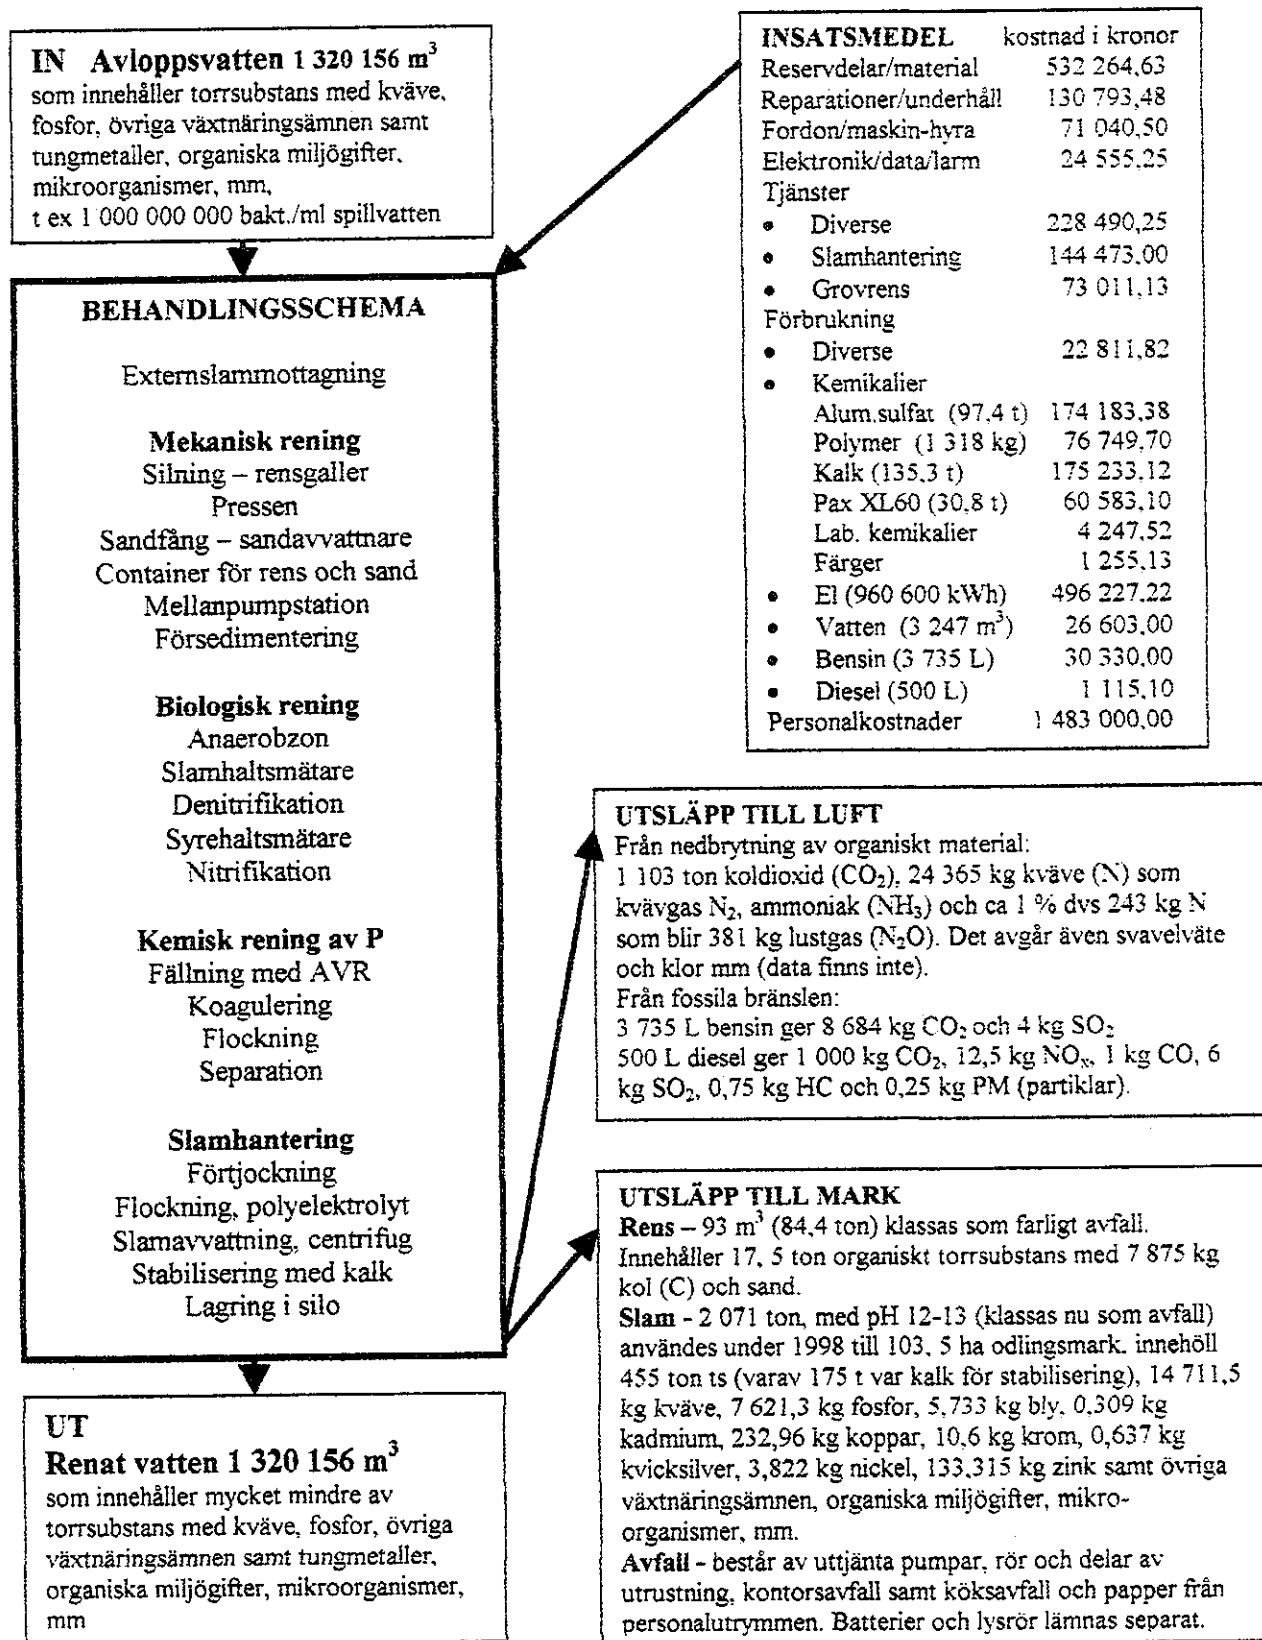 IN Avloppsvatten 1 320 156 m³
som innehåller torrsubstans med kväve,
fosfor, övriga växtnäringsämnen samt
tungmetaller, organiska miljögifter,
mikroorganismer, mm,
t ex 1 000 000 000 bakt./ml spillvatten
INSATSMEDEL kostnad i kronor
Reservdelar/material 532 264,63
Reparationer/underhåll 130 793,48
Fordon/maskin-hyra 71 040,50
Elektronik/data/larm 24 555,25
Tjänster
• Diverse 228 490,25
• Slamhantering 144 473,00
• Grovrens 73 011,13
Förbrukning
• Diverse 22 811,82
• Kemikalier
Alum.sulfat (97,4 t) 174 183,38
Polymer (1 318 kg) 76 749,70
Kalk (135,3 t) 175 233,12
Pax XL60 (30,8 t) 60 583,10
Lab. kemikalier 4 247,52
Färger 1 255,13
• El (960 600 kWh) 496 227,22
• Vatten (3 247 m³) 26 603,00
• Bensin (3 735 L) 30 330,00
• Diesel (500 L) 1 115,10
Personalkostnader 1 483 000,00
BEHANDLINGSSCHEMA
Externslammottagning
Mekanisk rening
Silning – rensgaller
Pressen
Sandfång – sandavvattnare
Container för rens och sand
Mellanpumpstation
Försedimentering
Biologisk rening
Anaerobzon
Slamhaltsmätare
Denitrifikation
Syrehaltsmätare
Nitrifikation
Kemisk rening av P
Fällning med AVR
Koagulering
Flockning
Separation
Slamhantering
Förtjockning
Flockning, polyelektrolyt
Slamavvattning, centrifug
Stabilisering med kalk
Lagring i silo
UTSLÄPP TILL LUFT
Från nedbrytning av organiskt material:
1 103 ton koldioxid (CO₂), 24 365 kg kväve (N) som
kvävgas N₂, ammoniak (NH₃) och ca 1 % dvs 243 kg N
som blir 381 kg lustgas (N₂O). Det avgår även svavelväte
och klor mm (data finns inte).
Från fossila bränslen:
3 735 L bensin ger 8 684 kg CO₂ och 4 kg SO₂
500 L diesel ger 1 000 kg CO₂, 12,5 kg NOₓ, 1 kg CO, 6
kg SO₂, 0,75 kg HC och 0,25 kg PM (partiklar).
UTSLÄPP TILL MARK
Rens – 93 m³ (84,4 ton) klassas som farligt avfall.
Innehåller 17, 5 ton organiskt torrsubstans med 7 875 kg
kol (C) och sand.
Slam - 2 071 ton, med pH 12-13 (klassas nu som avfall)
användes under 1998 till 103, 5 ha odlingsmark. innehöll
455 ton ts (varav 175 t var kalk för stabilisering), 14 711,5
kg kväve, 7 621,3 kg fosfor, 5,733 kg bly, 0,309 kg
kadmium, 232,96 kg koppar, 10,6 kg krom, 0,637 kg
kvicksilver, 3,822 kg nickel, 133,315 kg zink samt övriga
växtnäringsämnen, organiska miljögifter, mikro-
organismer, mm.
Avfall - består av uttjänta pumpar, rör och delar av
utrustning, kontorsavfall samt köksavfall och papper från
personalutrymmen. Batterier och lysrör lämnas separat.
UT
Renat vatten 1 320 156 m³
som innehåller mycket mindre av
torrsubstans med kväve, fosfor, övriga
växtnäringsämnen samt tungmetaller,
organiska miljögifter, mikroorganismer,
mm